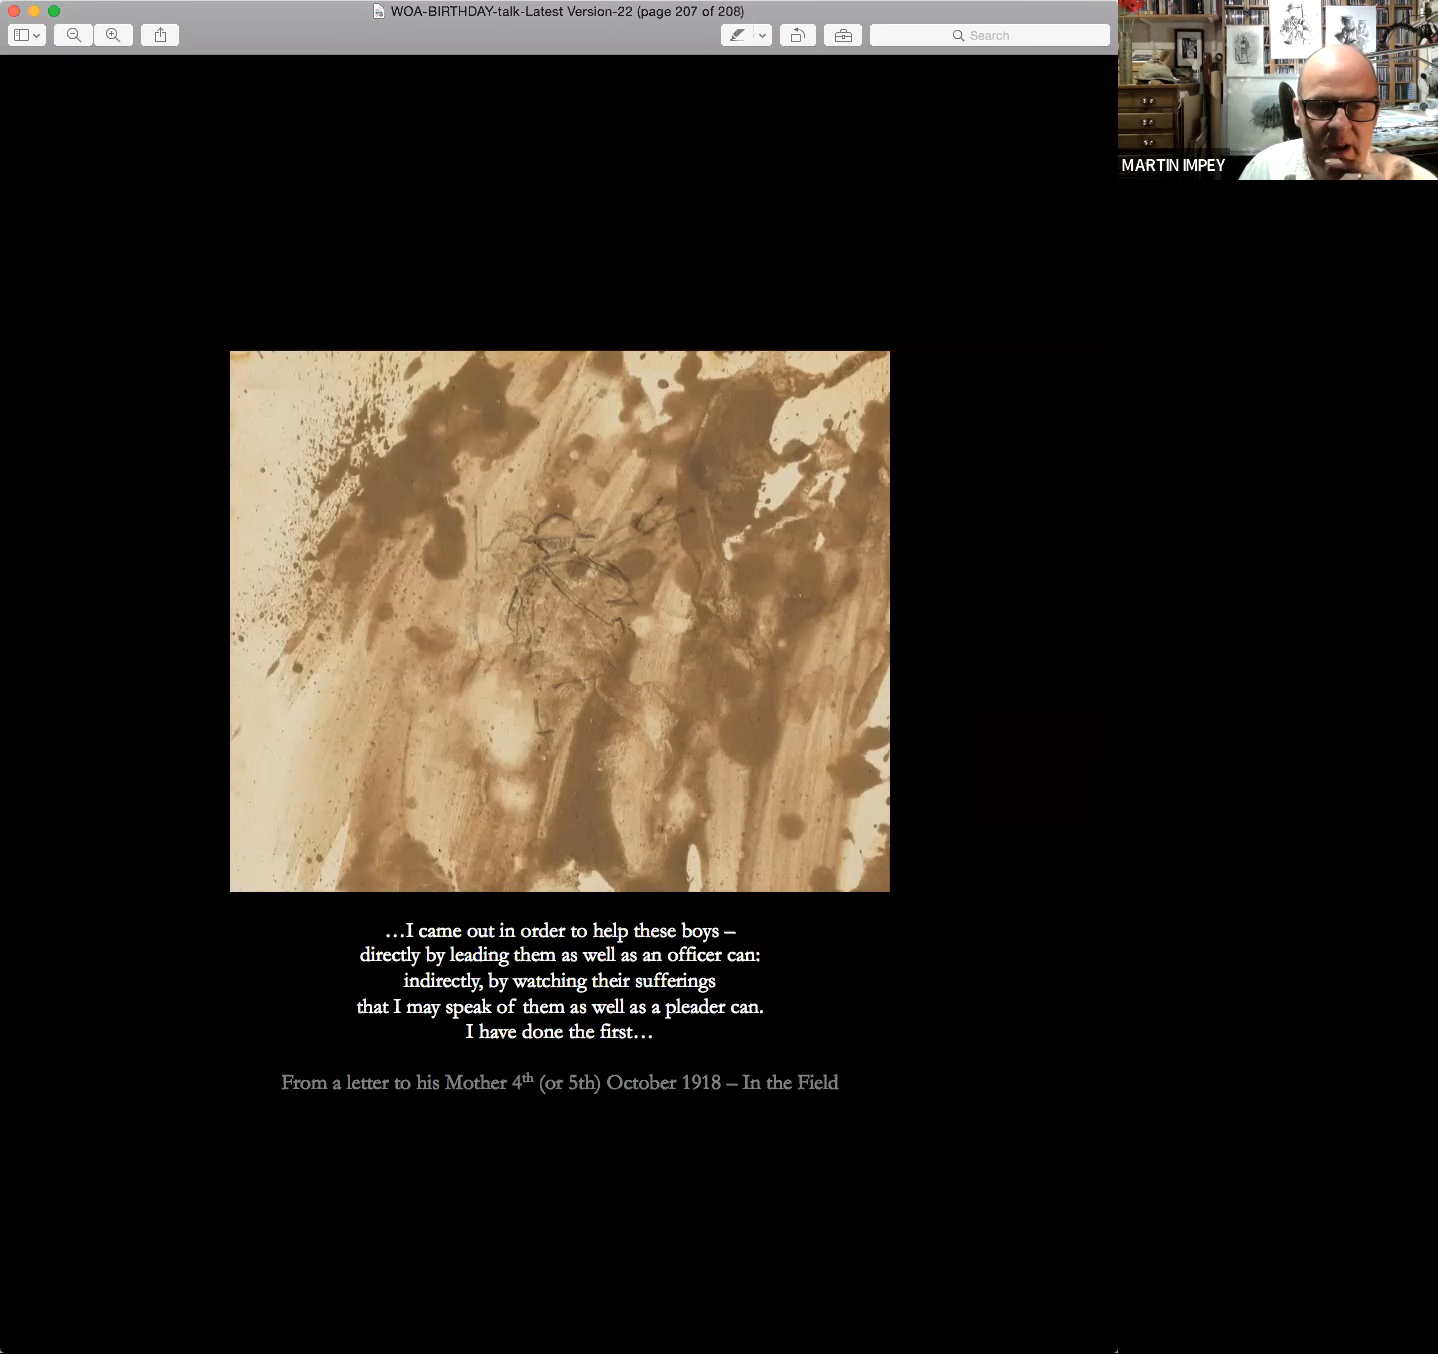 WOA-BIRTHDAY-talk-Latest Version-22 (page 207 of 208)
Search
MARTIN IMPEY
…I came out in order to help these boys –
directly by leading them as well as an officer can:
indirectly, by watching their sufferings
that I may speak of them as well as a pleader can.
I have done the first…
From a letter to his Mother 4th (or 5th) October 1918 – In the Field